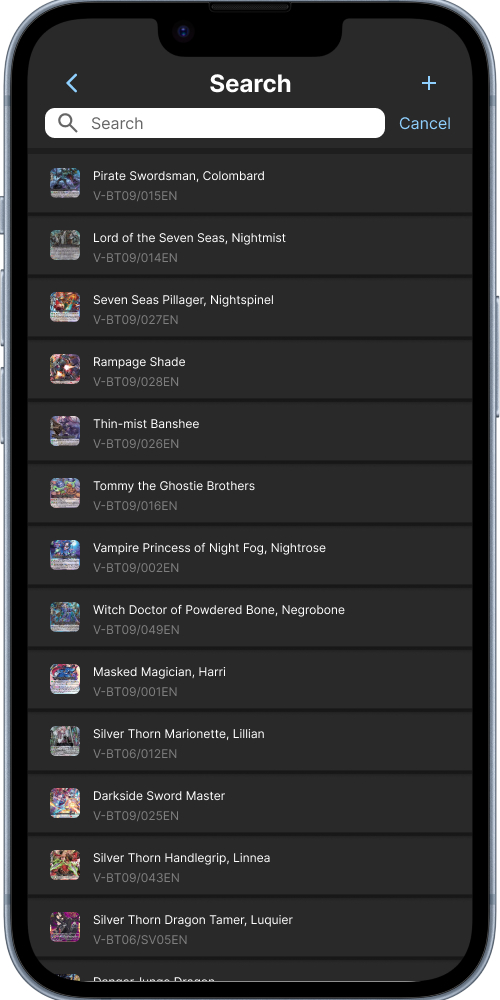 Search
Search
Cancel
Pirate Swordsman, Colombard
V-BT09/015EN
Lord of the Seven Seas, Nightmist
V-BT09/014EN
Seven Seas Pillager, Nightspinel
V-BT09/027EN
Rampage Shade
V-BT09/028EN
Thin-mist Banshee
V-BT09/026EN
Tommy the Ghostie Brothers
V-BT09/016EN
Vampire Princess of Night Fog, Nightrose
V-BT09/002EN
Witch Doctor of Powdered Bone, Negrobone
V-BT09/049EN
Masked Magician, Harri
V-BT09/001EN
Silver Thorn Marionette, Lillian
V-BT06/012EN
Darkside Sword Master
V-BT09/025EN
Silver Thorn Handlegrip, Linnea
V-BT09/043EN
Silver Thorn Dragon Tamer, Luquier
V-BT06/SV05EN
Dragon